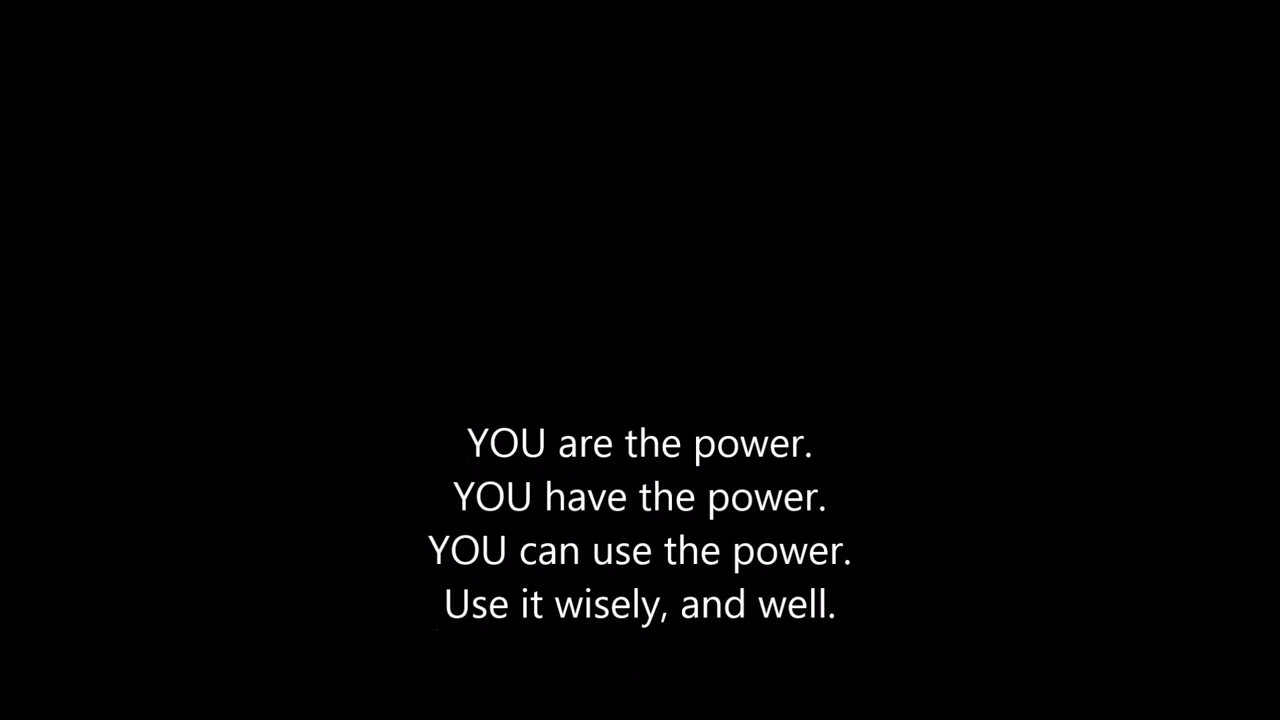 YOU are the power.
YOU have the power.
YOU can use the power.
Use it wisely, and well.